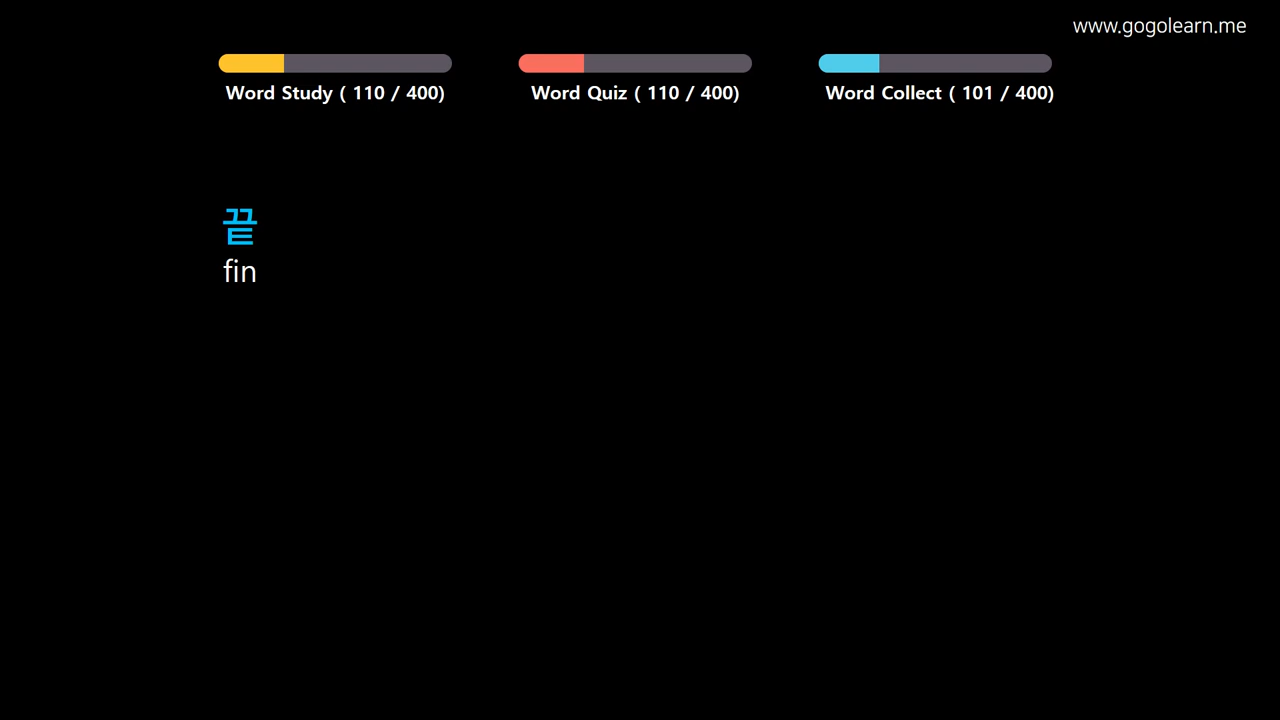 www.gogolearn.me
Word Study ( 110 / 400)
Word Quiz ( 110 / 400)
Word Collect ( 101 / 400)
끝
fin